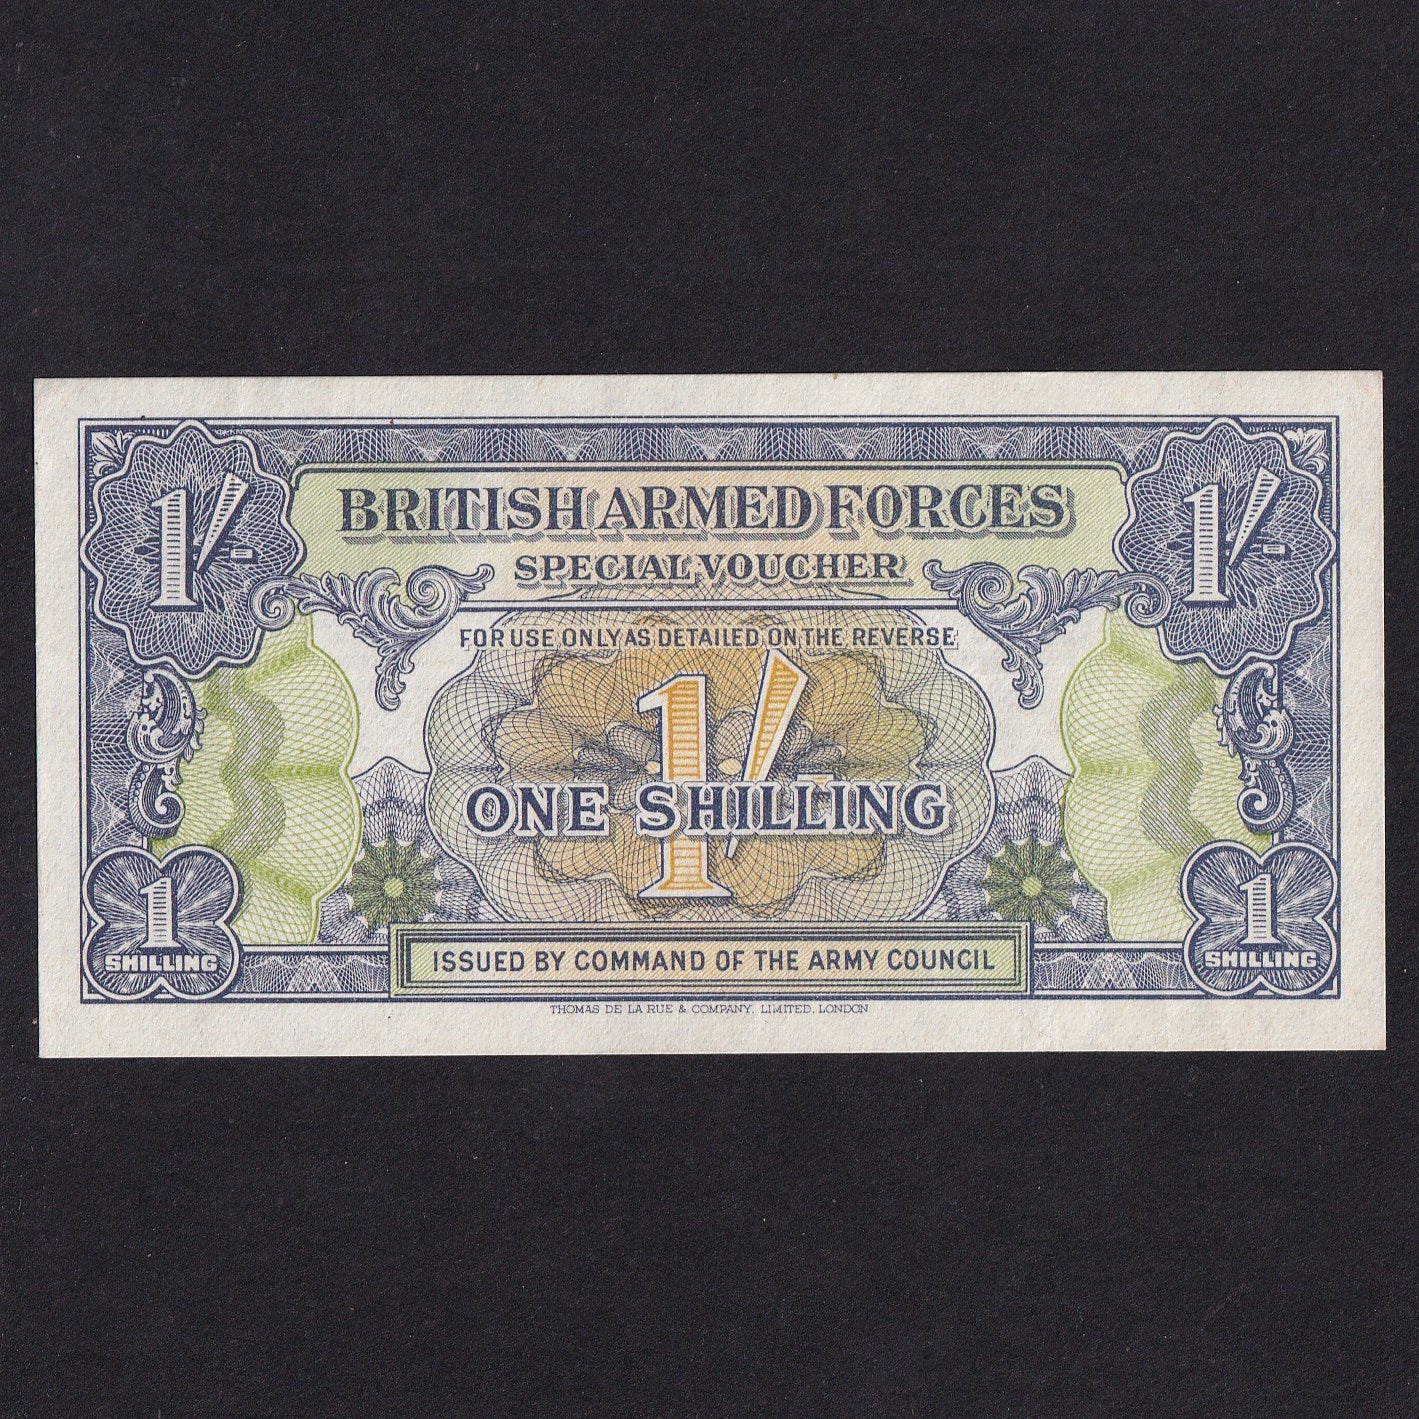 1/-
1/-
BRITISH ARMED FORCES
SPECIAL VOUCHER
FOR USE ONLY AS DETAILED ON THE REVERSE
1/-
ONE SHILLING
1
SHILLING
1
SHILLING
ISSUED BY COMMAND OF THE ARMY COUNCIL
THOMAS DE LA RUE & COMPANY, LIMITED, LONDON